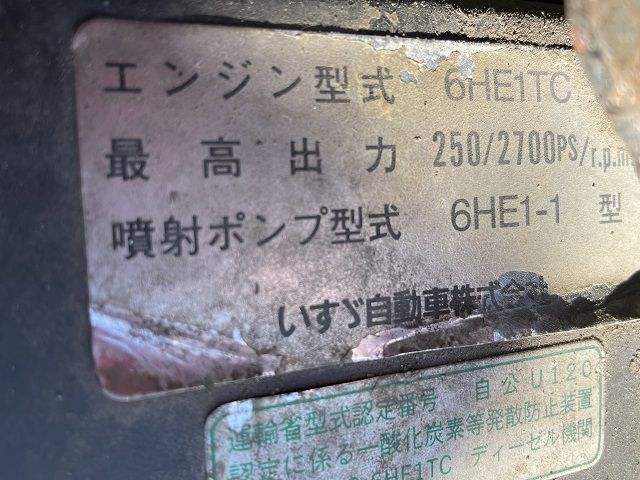 エンジン型式 6HE1TC
最高出力 250/2700PS/r.p.m
噴射ポンプ型式 6HE1-1 型
いすゞ自動車株式会社
運輸省型式認定番号 自公U120
認定に係る一酸化炭素等発散防止装置
6HE1TC ディーゼル機関